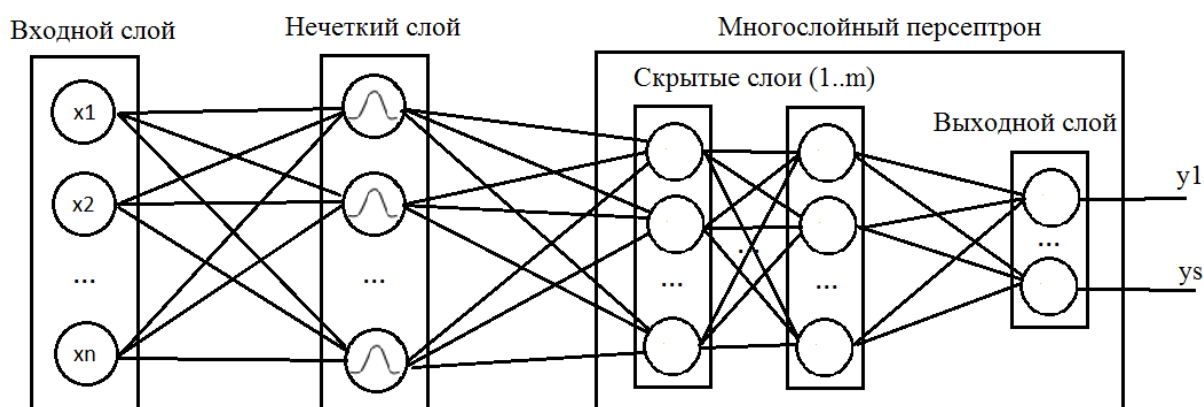 Входной слой
Нечеткий слой
Многослойный персептрон
Скрытые слои (1..m)
Выходной слой
x1
x2
...
xn
...
...
...
...
...
y1
ys